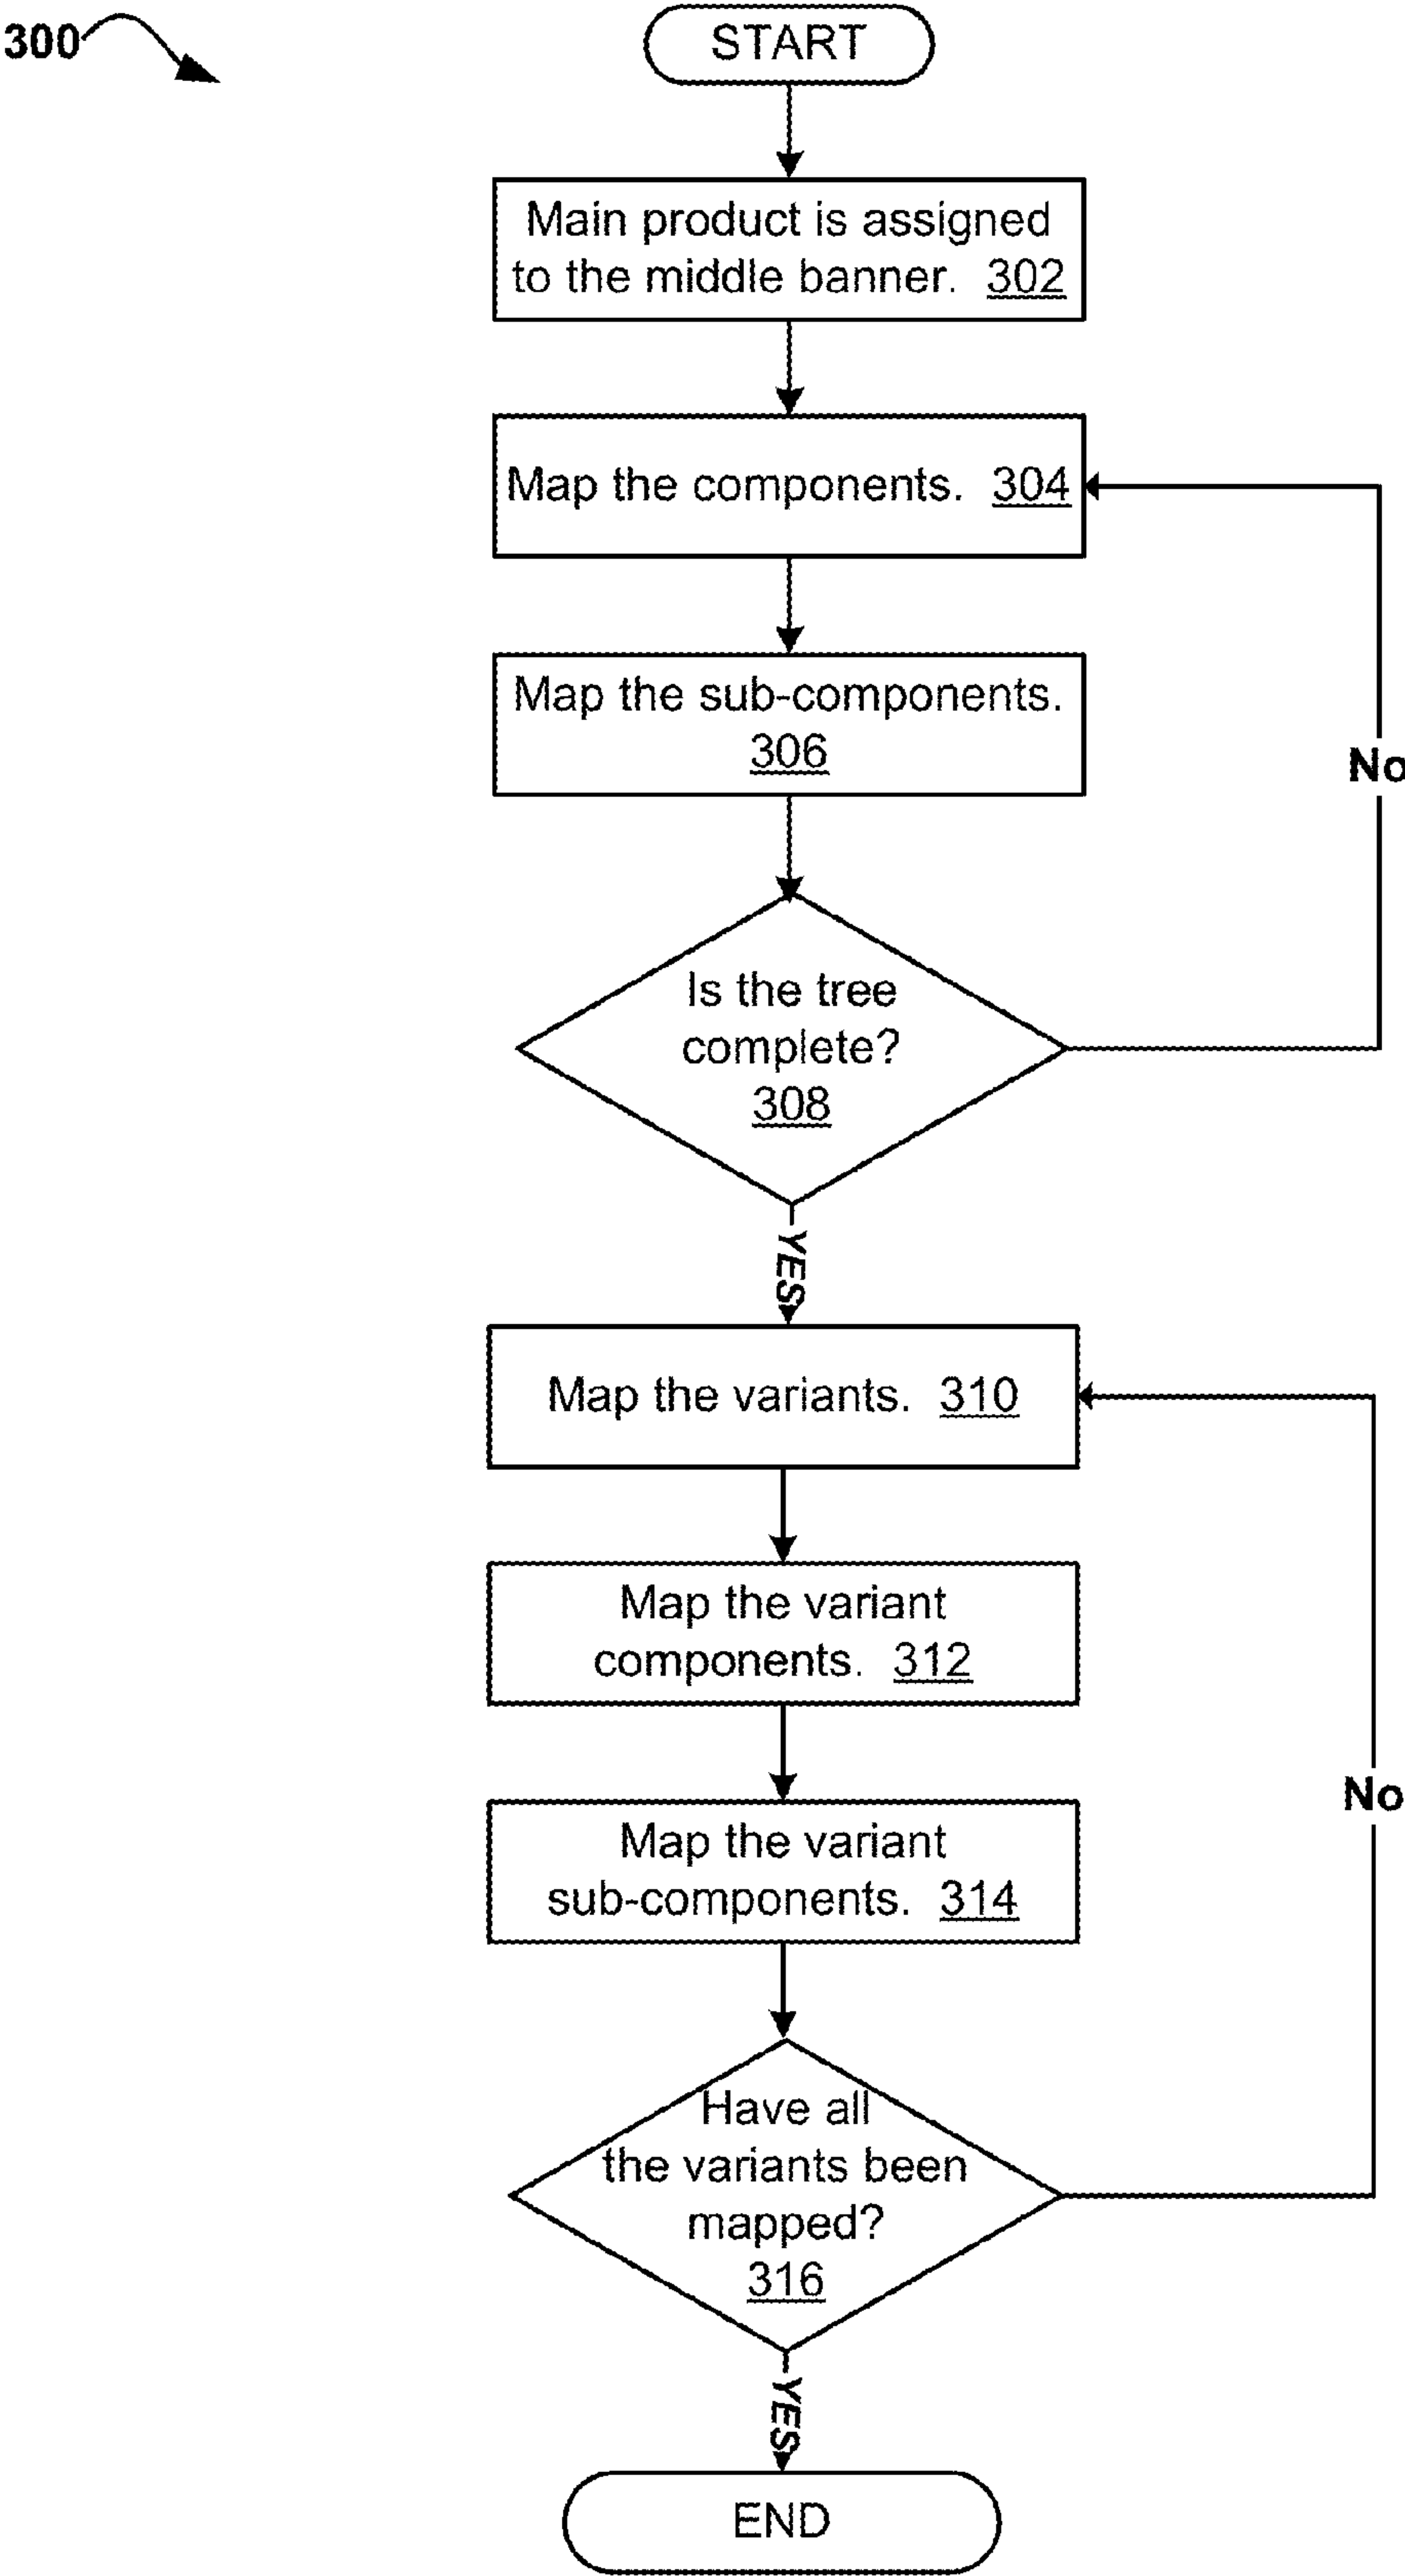 300
START
Main product is assigned
to the middle banner. 302
Map the components. 304
Map the sub-components.
306
No
Is the tree
complete?
308
YES
Map the variants. 310
Map the variant
components. 312
Map the variant
sub-components. 314
No
Have all
the variants been
mapped?
316
YES
END